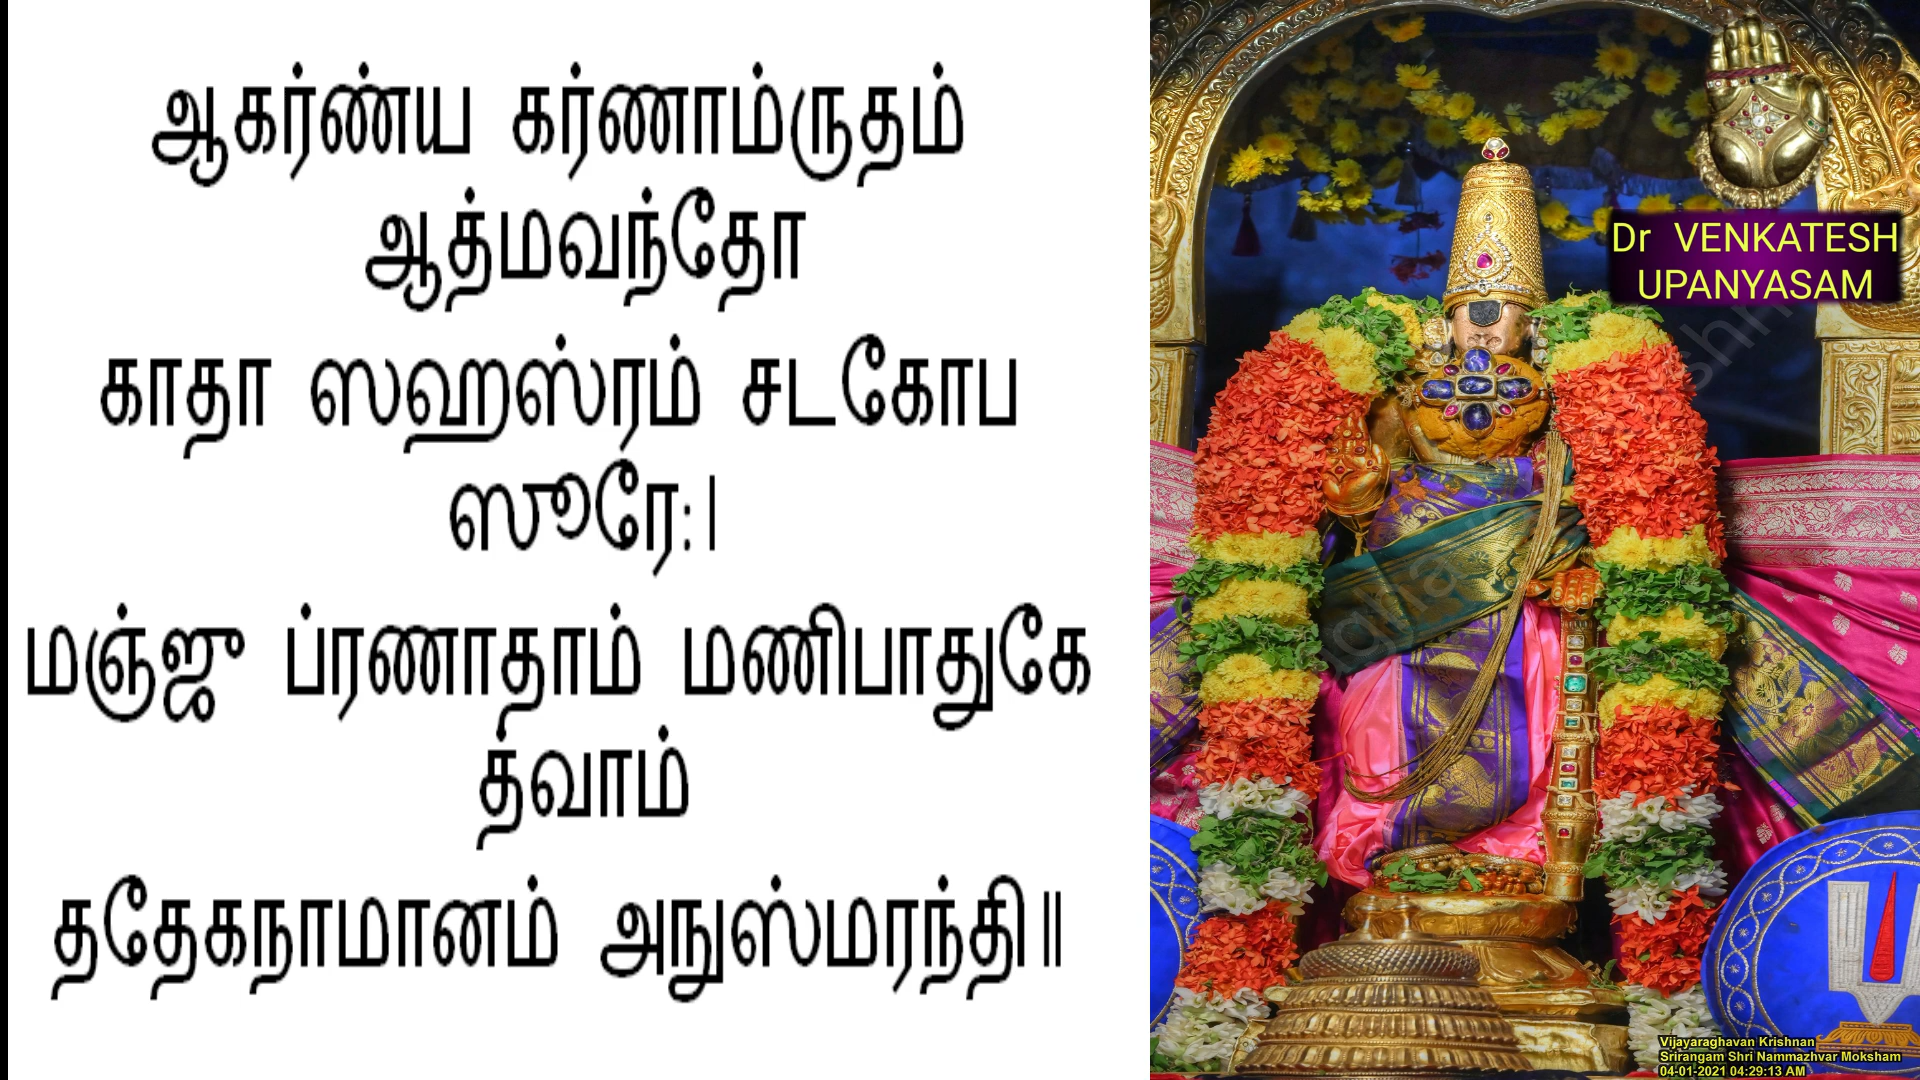 ஆகர்ண்ய கர்ணாம்ருதம்
ஆத்மவந்தோ
காதா ஸஹஸ்ரம் சடகோப
ஸூரே:।
மஞ்ஜு ப்ரணாதாம் மணிபாதுகே
த்வாம்
ததேகநாமானம் அநுஸ்மரந்தி॥
Dr VENKATESH
UPANYASAM
Vijayaraghavan Krishnan
Srirangam Shri Nammazhvar Moksham
04-01-2021 04:29:13 AM